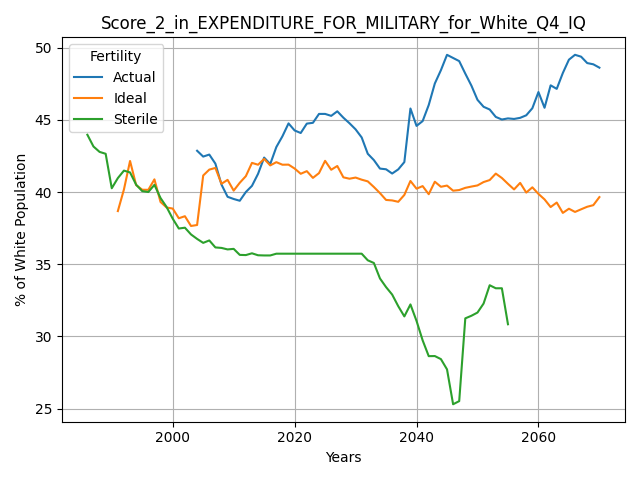 Score_2_in_EXPENDITURE_FOR_MILITARY_for_White_Q4_IQ
Fertility
Actual
Ideal
Sterile
% of White Population
50
45
40
35
30
25
2000
2020
2040
2060
Years